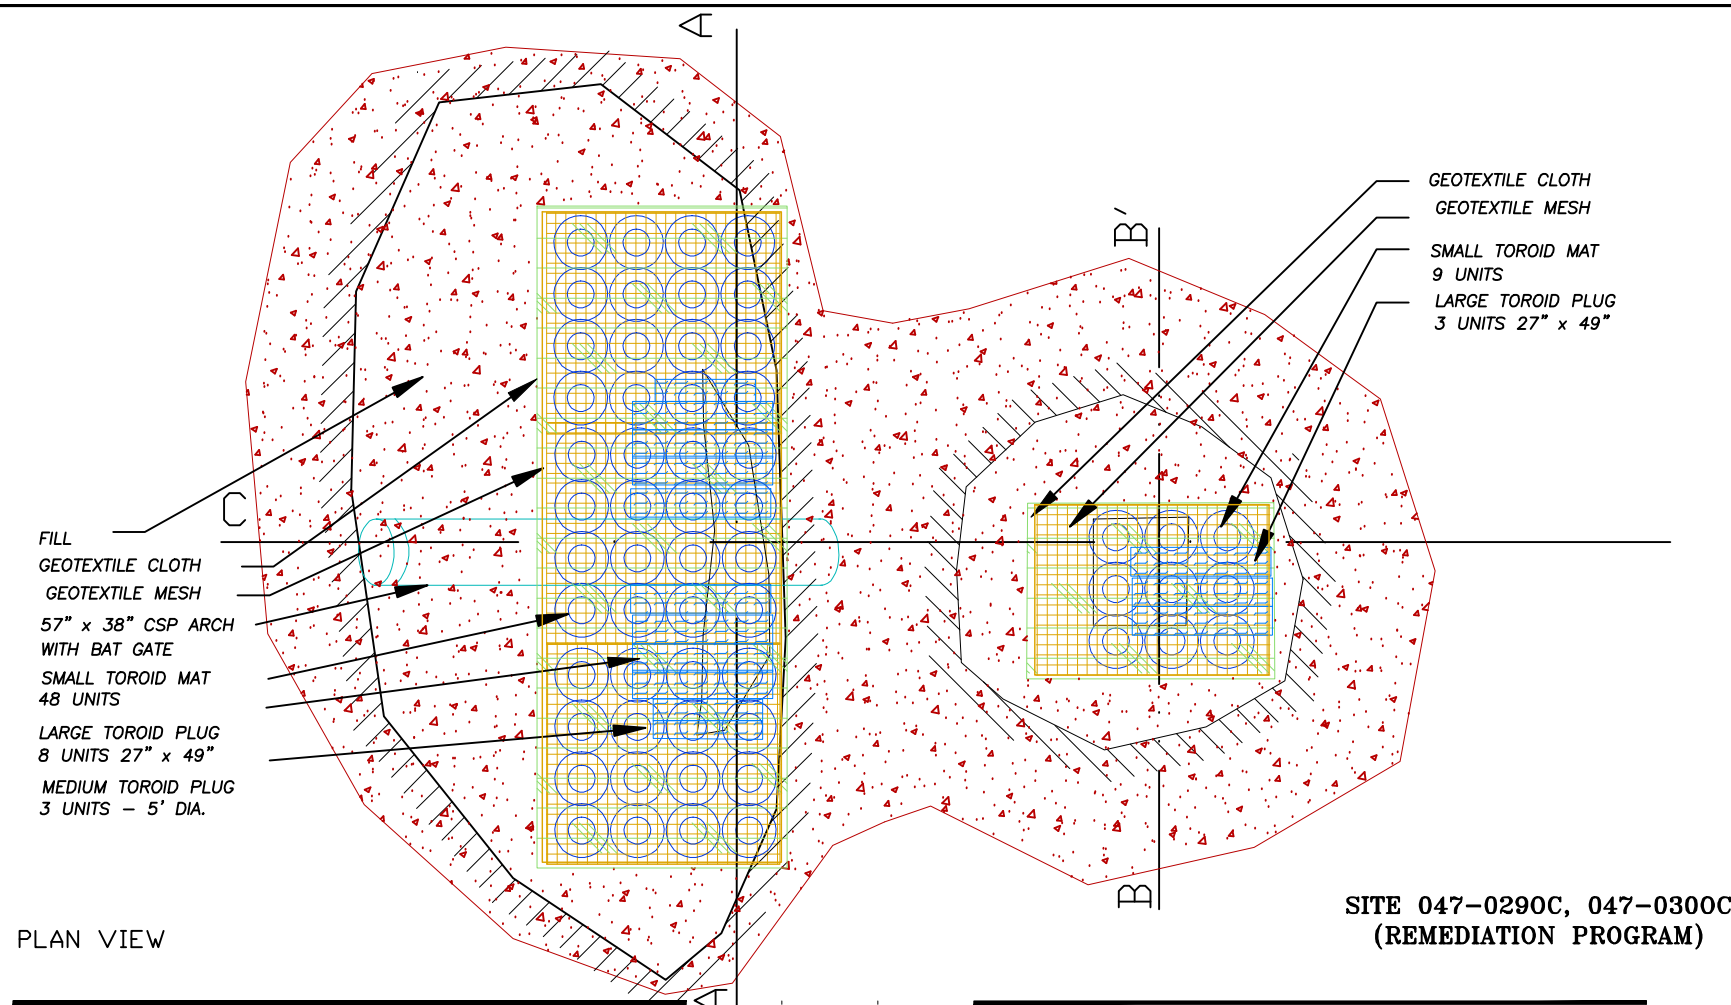 A
GEOTEXTILE CLOTH
GEOTEXTILE MESH
B'
SMALL TOROID MAT
9 UNITS
LARGE TOROID PLUG
3 UNITS 27" x 49"
C
FILL
GEOTEXTILE CLOTH
GEOTEXTILE MESH
57" x 38" CSP ARCH
WITH BAT GATE
SMALL TOROID MAT
48 UNITS
LARGE TOROID PLUG
8 UNITS 27" x 49"
MEDIUM TOROID PLUG
3 UNITS – 5' DIA.
B
SITE 047-0290C, 047-0300C
(REMEDIATION PROGRAM)
PLAN VIEW
A